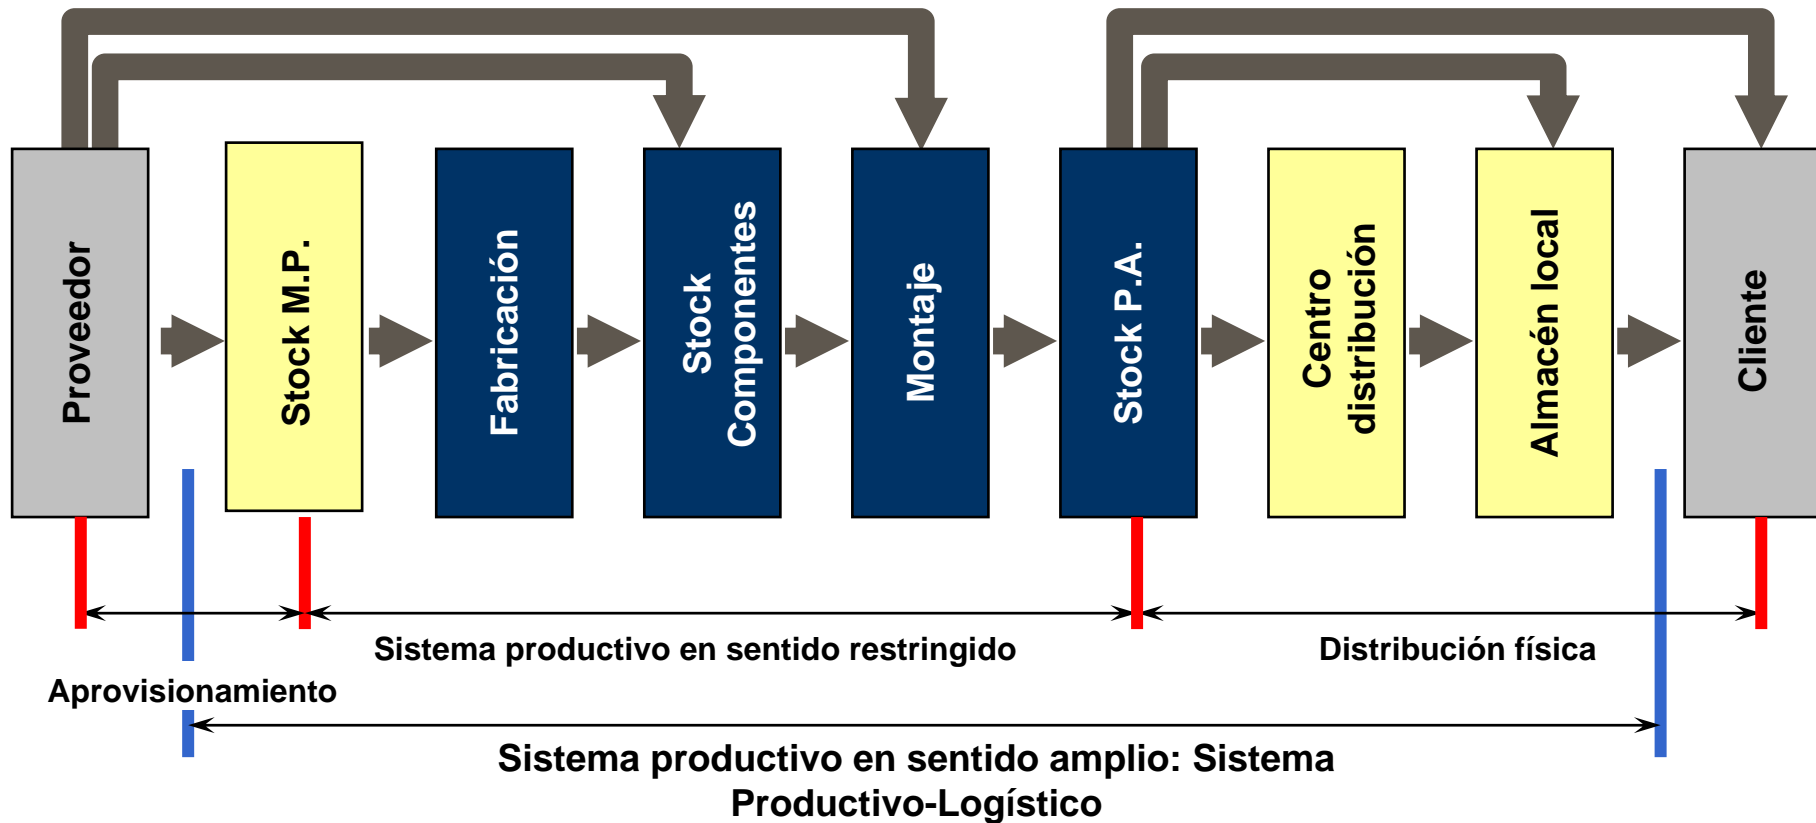 Proveedor
Stock M.P.
Fabricación
Stock
Componentes
Montaje
Stock P.A.
Centro
distribución
Almacén local
Cliente
Sistema productivo en sentido restringido
Distribución física
Aprovisionamiento
Sistema productivo en sentido amplio: Sistema
Productivo-Logístico